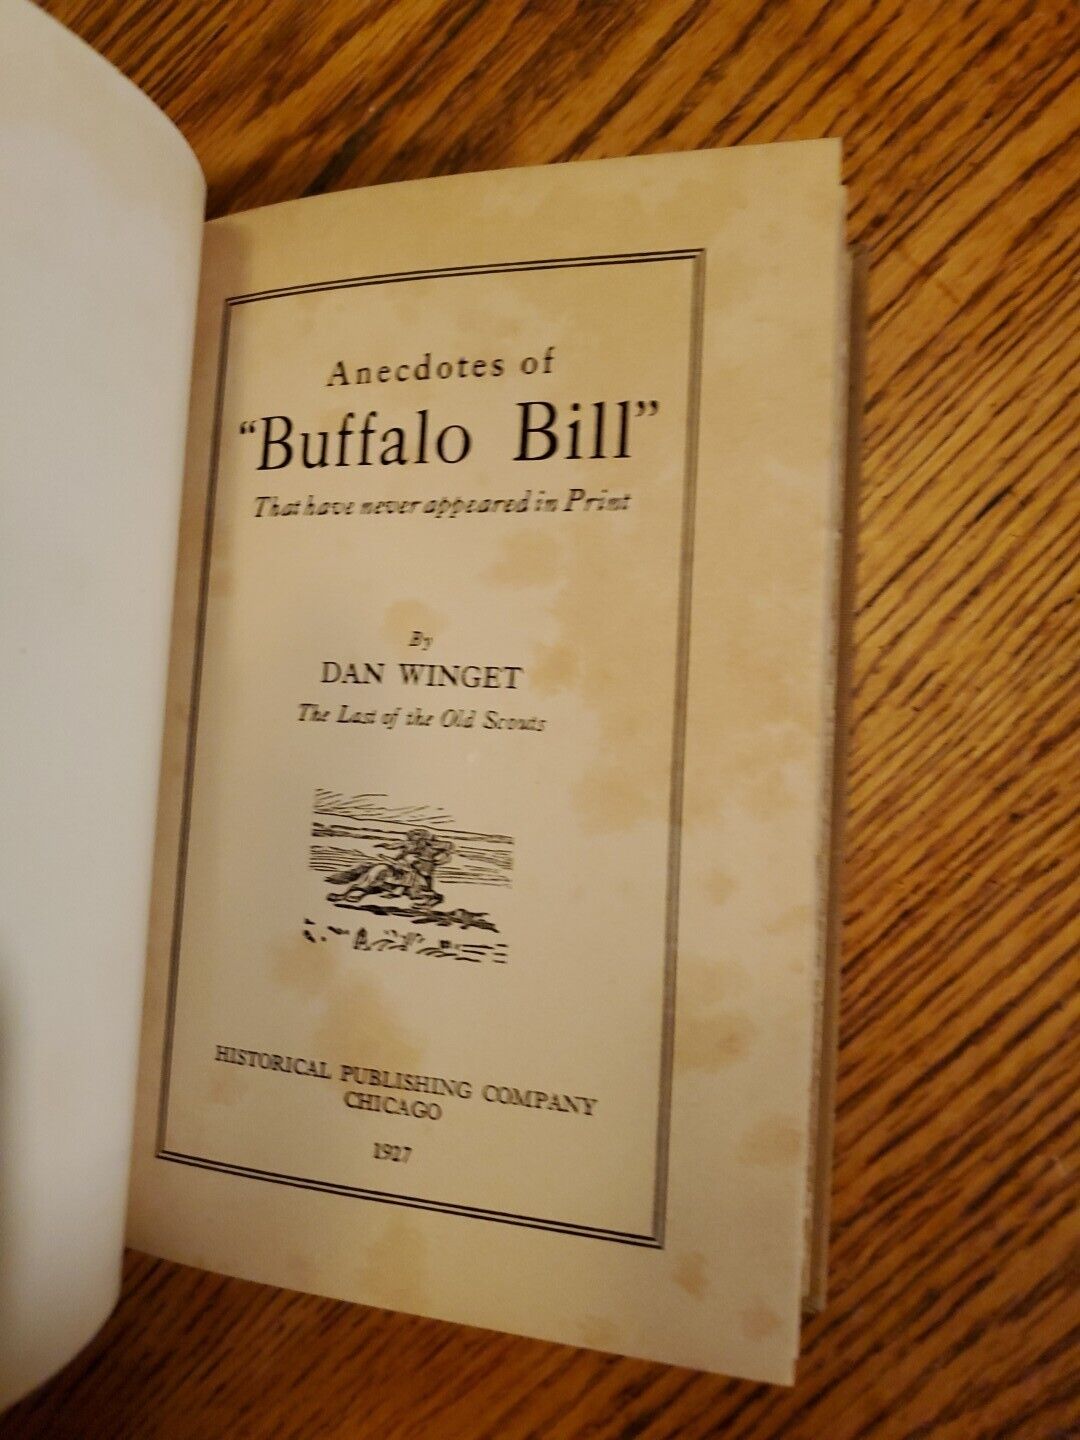 Anecdotes of
“Buffalo Bill”
That have never appeared in Print
By
DAN WINGET
The Last of the Old Scouts
HISTORICAL PUBLISHING COMPANY
CHICAGO
1927